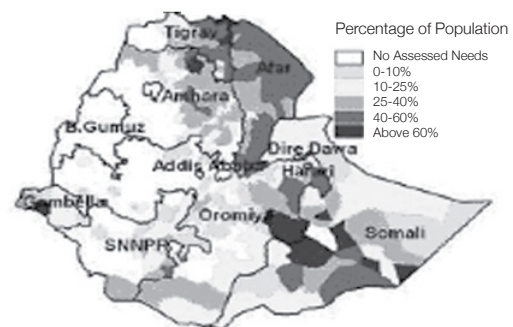 Percentage of Population
No Assessed Needs
0-10%
10-25%
25-40%
40-60%
Above 60%
Tigray
Afar
Amhara
B.Gumuz
Dire Dawa
Addis Ababa
Harari
Gambella
Oromiya
Somali
SNNPR